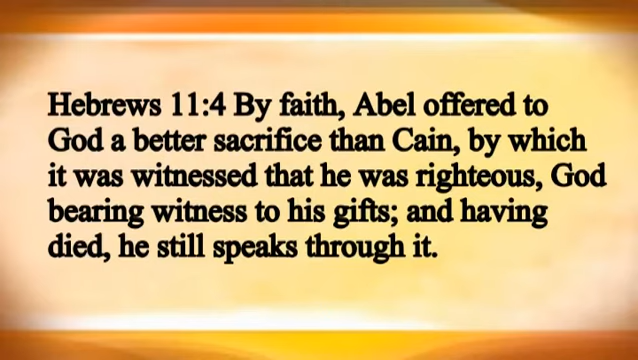 Hebrews 11:4 By faith, Abel offered to
God a better sacrifice than Cain, by which
it was witnessed that he was righteous, God
bearing witness to his gifts; and having
died, he still speaks through it.